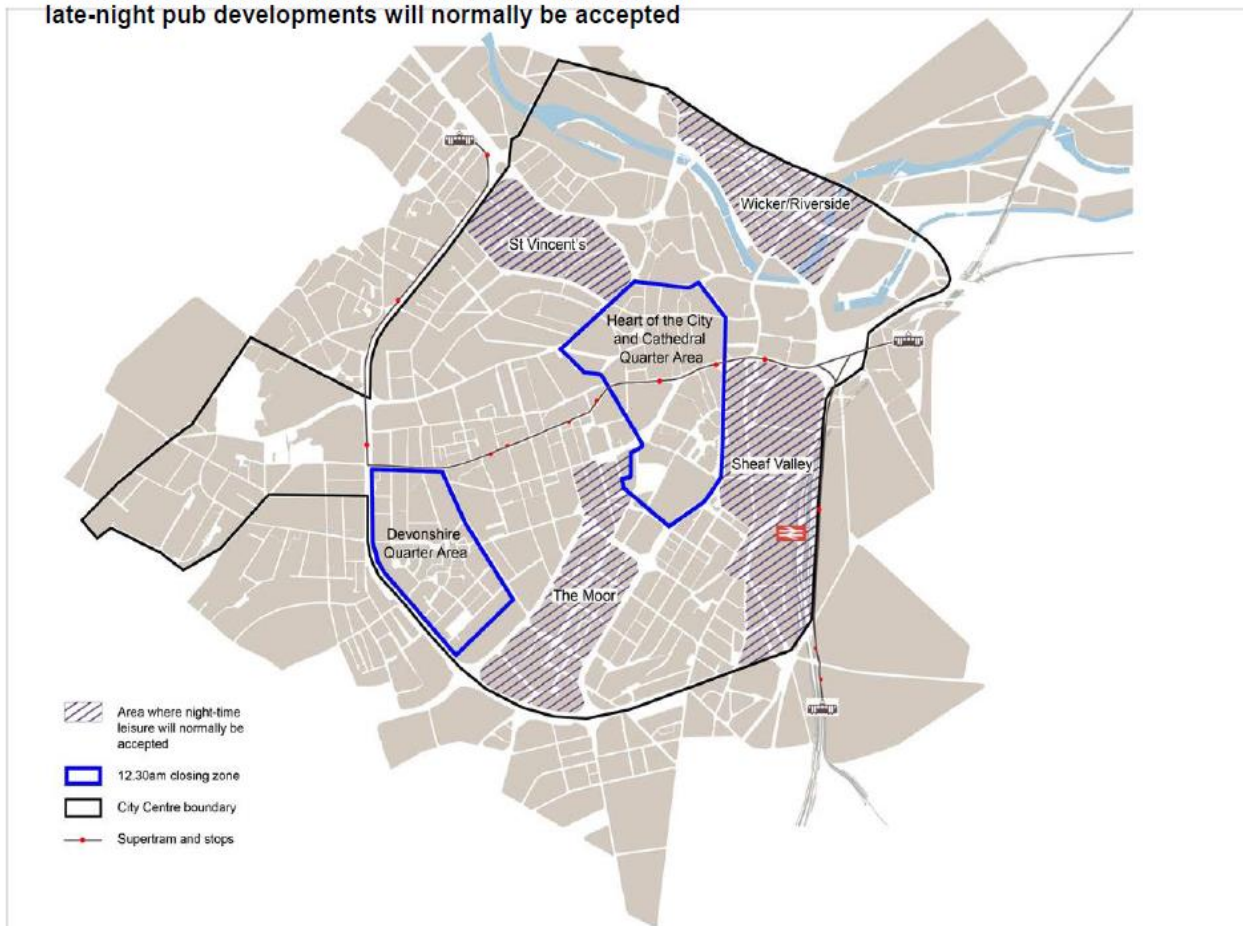 late-night pub developments will normally be accepted
Wicker/Riverside
St Vincent's
Heart of the City
and Cathedral
Quarter Area
Sheaf Valley
Devonshire
Quarter Area
The Moor
Area where night-time
leisure will normally be
accepted
12.30am closing zone
City Centre boundary
Supertram and stops